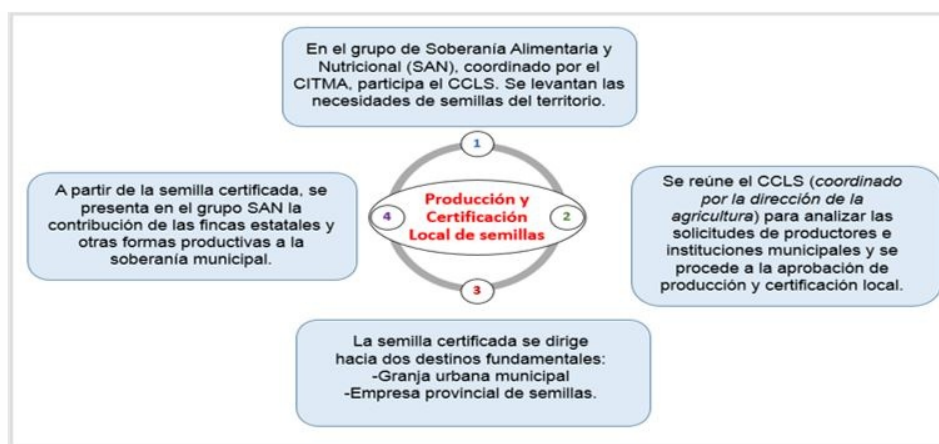 En el grupo de Soberanía Alimentaria y
Nutricional (SAN), coordinado por el
CITMA, participa el CCLS. Se levantan las
necesidades de semillas del territorio.
1
A partir de la semilla certificada, se
presenta en el grupo SAN la
contribución de las fincas estatales y
otras formas productivas a la
soberanía municipal.
4
Producción y
Certificación
Local de semillas
2
Se reúne el CCLS (coordinado
por la dirección de la
agricultura) para analizar las
solicitudes de productores e
instituciones municipales y se
procede a la aprobación de
producción y certificación local.
3
La semilla certificada se dirige
hacia dos destinos fundamentales:
-Granja urbana municipal
-Empresa provincial de semillas.